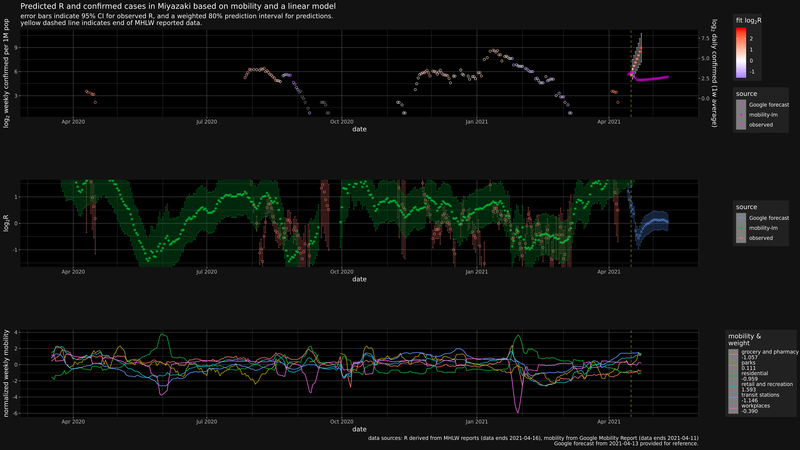 Predicted R and confirmed cases in Miyazaki based on mobility and a linear model
error bars indicate 95% CI for observed R, and a weighted 80% prediction interval for predictions.
yellow dashed line indicates end of MHLW reported data.
log₂ weekly confirmed per 1M pop
9
6
3
7.5
5.0
2.5
0.0
log₂ daily confirmed (1w average)
Apr 2020
Jul 2020
Oct 2020
Jan 2021
Apr 2021
date
fit log₂R
2
1
0
-1
source
Google forecast
mobility-lm
observed
log₂R
1
0
-1
Apr 2020
Jul 2020
Oct 2020
Jan 2021
Apr 2021
date
source
Google forecast
mobility-lm
observed
normalized weekly mobility
4
2
0
-2
-4
-6
Apr 2020
Jul 2020
Oct 2020
Jan 2021
Apr 2021
date
mobility &
weight
grocery and pharmacy
-1.057
parks
0.111
residential
-0.959
retail and recreation
1.593
transit stations
-1.146
workplaces
-0.390
data sources: R derived from MHLW reports (data ends 2021-04-16), mobility from Google Mobility Report (data ends 2021-04-11)
Google forecast from 2021-04-13 provided for reference.